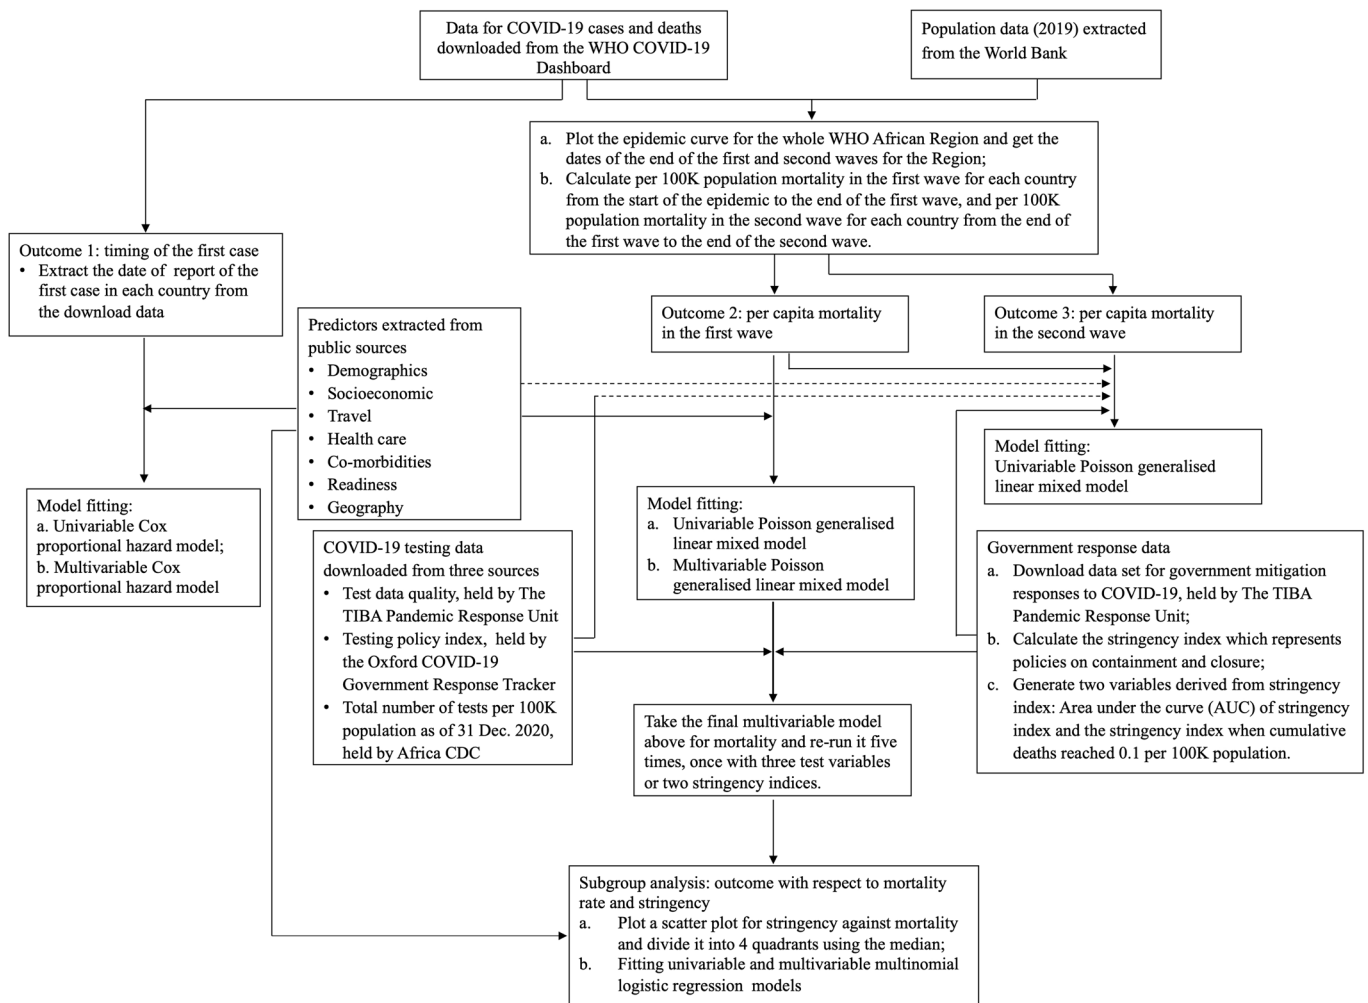 Data for COVID-19 cases and deaths
downloaded from the WHO COVID-19
Dashboard
Population data (2019) extracted
from the World Bank
a. Plot the epidemic curve for the whole WHO African Region and get the
dates of the end of the first and second waves for the Region;
b. Calculate per 100K population mortality in the first wave for each country
from the start of the epidemic to the end of the first wave, and per 100K
population mortality in the second wave for each country from the end of
the first wave to the end of the second wave.
Outcome 1: timing of the first case
• Extract the date of report of the
first case in each country from
the download data
Predictors extracted from
public sources
• Demographics
• Socioeconomic
• Travel
• Health care
• Co-morbidities
• Readiness
• Geography
Outcome 2: per capita mortality
in the first wave
Outcome 3: per capita mortality
in the second wave
Model fitting:
Univariable Poisson generalised
linear mixed model
Model fitting:
a. Univariable Cox
proportional hazard model;
b. Multivariable Cox
proportional hazard model
Model fitting:
a. Univariable Poisson generalised
linear mixed model
b. Multivariable Poisson
generalised linear mixed model
COVID-19 testing data
downloaded from three sources
• Test data quality, held by The
TIBA Pandemic Response Unit
• Testing policy index, held by
the Oxford COVID-19
Government Response Tracker
• Total number of tests per 100K
population as of 31 Dec. 2020,
held by Africa CDC
Government response data
a. Download data set for government mitigation
responses to COVID-19, held by The TIBA
Pandemic Response Unit;
b. Calculate the stringency index which represents
policies on containment and closure;
c. Generate two variables derived from stringency
index: Area under the curve (AUC) of stringency
index and the stringency index when cumulative
deaths reached 0.1 per 100K population.
Take the final multivariable model
above for mortality and re-run it five
times, once with three test variables
or two stringency indices.
Subgroup analysis: outcome with respect to mortality
rate and stringency
a. Plot a scatter plot for stringency against mortality
and divide it into 4 quadrants using the median;
b. Fitting univariable and multivariable multinomial
logistic regression models